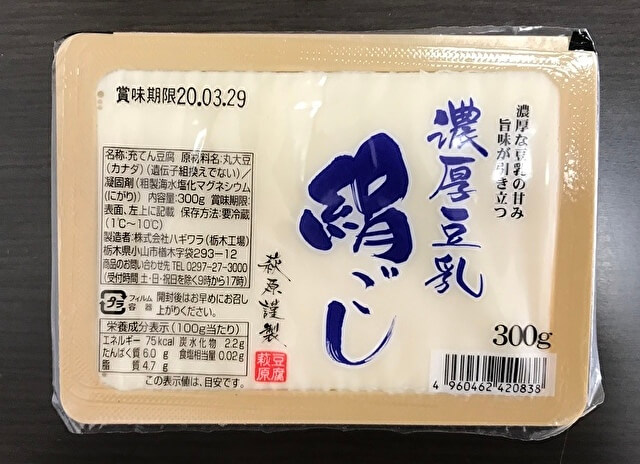 賞味期限20.03.29
濃厚な豆乳の甘み
旨味が引き立つ
濃厚豆乳
絹ごし
萩原謹製
豆腐
萩原
300g
名称:充てん豆腐 原材料名:丸大豆
(カナダ)(遺伝子組換えでない)/
凝固剤(粗製海水塩化マグネシウム
(にがり)) 内容量:300g 賞味期限:
表面、左上に記載 保存方法:要冷蔵
(1℃~10℃)
製造者:株式会社ハギワラ(栃木工場)
栃木県小山市楢木字袋293-12
商品のお問い合わせ先 TEL 0297-27-3000
(受付時間 土・日・祝日を除く9時から17時)
プラ
フィルム
容器
開封後はお早めにお召し
上がりください。
栄養成分表示(100g当たり)
エネルギー 75kcal 炭水化物 2.2g
たんぱく質 6.0 g 食塩相当量 0.02g
脂質 4.7 g
この表示値は、目安です。
4 960462 420838